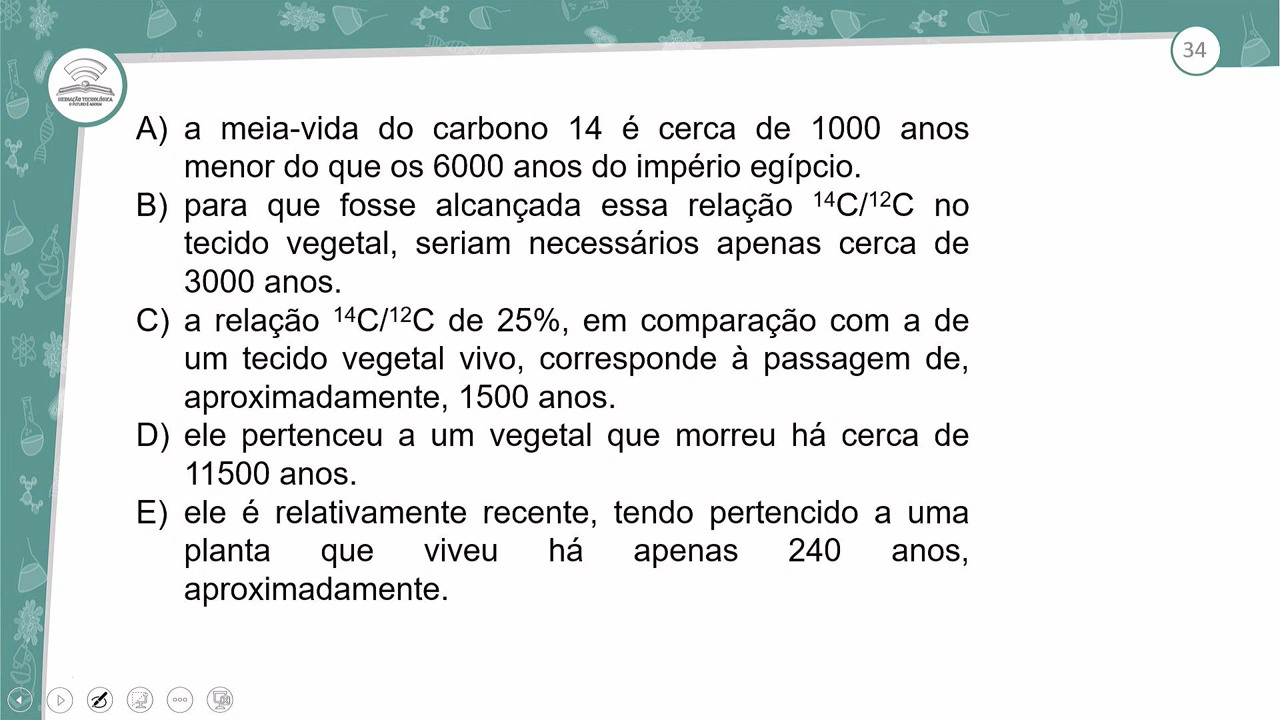 34
MEDIAÇÃO TECNOLÓGICA
O FUTURO É AGORA
A) a meia-vida do carbono 14 é cerca de 1000 anos
menor do que os 6000 anos do império egípcio.
B) para que fosse alcançada essa relação ¹⁴C/¹²C no
tecido vegetal, seriam necessários apenas cerca de
3000 anos.
C) a relação ¹⁴C/¹²C de 25%, em comparação com a de
um tecido vegetal vivo, corresponde à passagem de,
aproximadamente, 1500 anos.
D) ele pertenceu a um vegetal que morreu há cerca de
11500 anos.
E) ele é relativamente recente, tendo pertencido a uma
planta que viveu há apenas 240 anos,
aproximadamente.